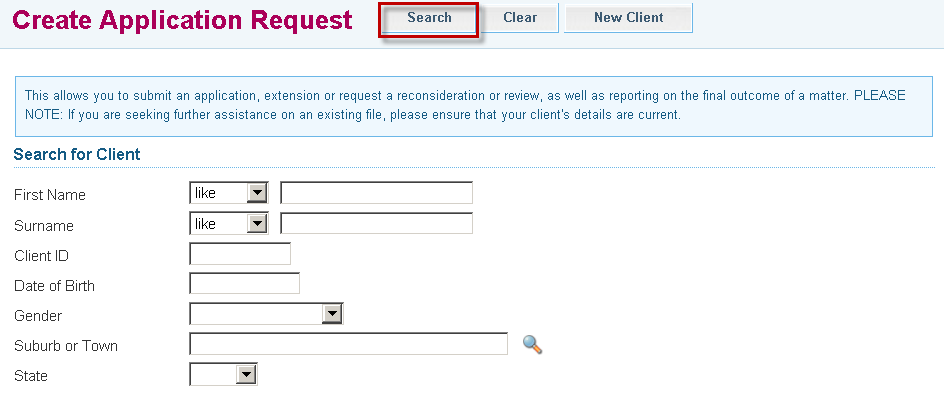 Create Application Request Search Clear New Client
This allows you to submit an application, extension or request a reconsideration or review, as well as reporting on the final outcome of a matter. PLEASE
NOTE: If you are seeking further assistance on an existing file, please ensure that your client's details are current.
Search for Client
First Name like
Surname like
Client ID
Date of Birth
Gender
Suburb or Town
State